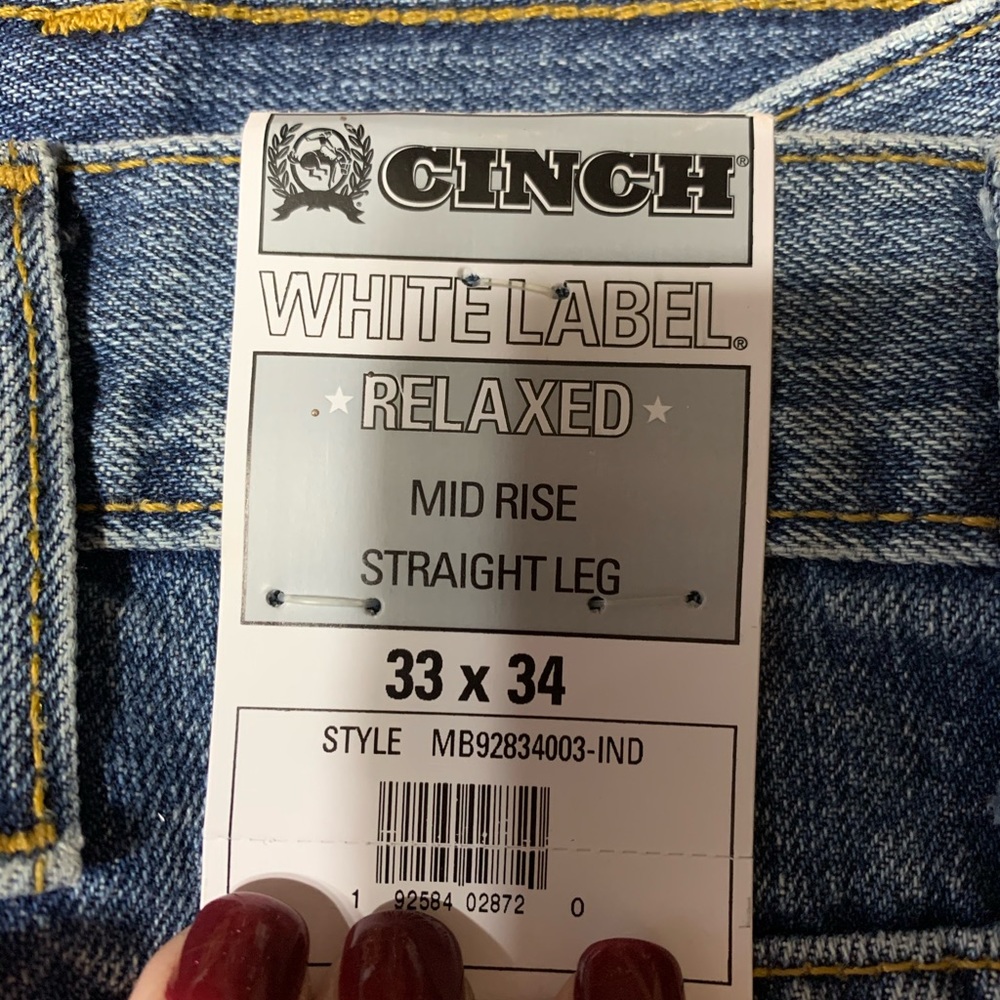 CINCH®
WHITE LABEL®
RELAXED
MID RISE
STRAIGHT LEG
33 x 34
STYLE MB92834003-IND
1 92584 02872 0